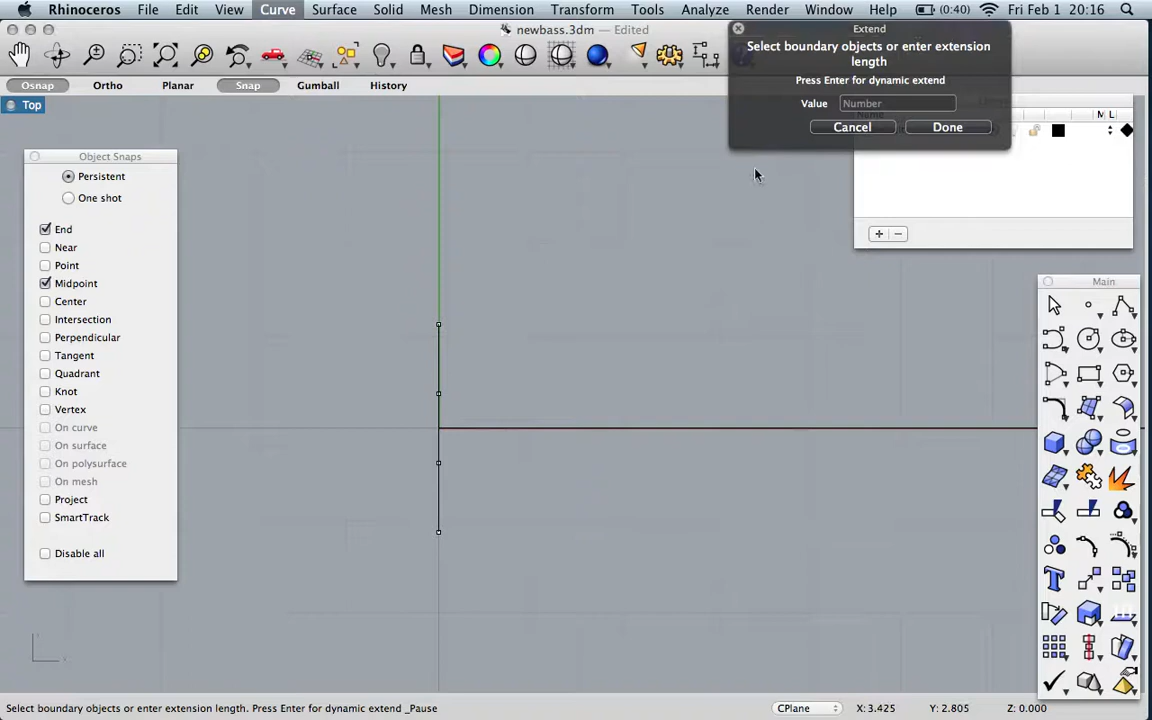 Rhinoceros File Edit View Curve Surface Solid Mesh Dimension Transform Tools Analyze Render Window Help (0:40) Fri Feb 1 20:16
newbass.3dm — Edited
Osnap Ortho Planar Snap Gumball History
Top
Extend
Select boundary objects or enter extension
length
Press Enter for dynamic extend
Value Number
Cancel Done
M L
+ −
Object Snaps
Persistent
One shot
End
Near
Point
Midpoint
Center
Intersection
Perpendicular
Tangent
Quadrant
Knot
Vertex
On curve
On surface
On polysurface
On mesh
Project
SmartTrack
Disable all
Main
Select boundary objects or enter extension length. Press Enter for dynamic extend _Pause
CPlane X: 3.425 Y: 2.805 Z: 0.000